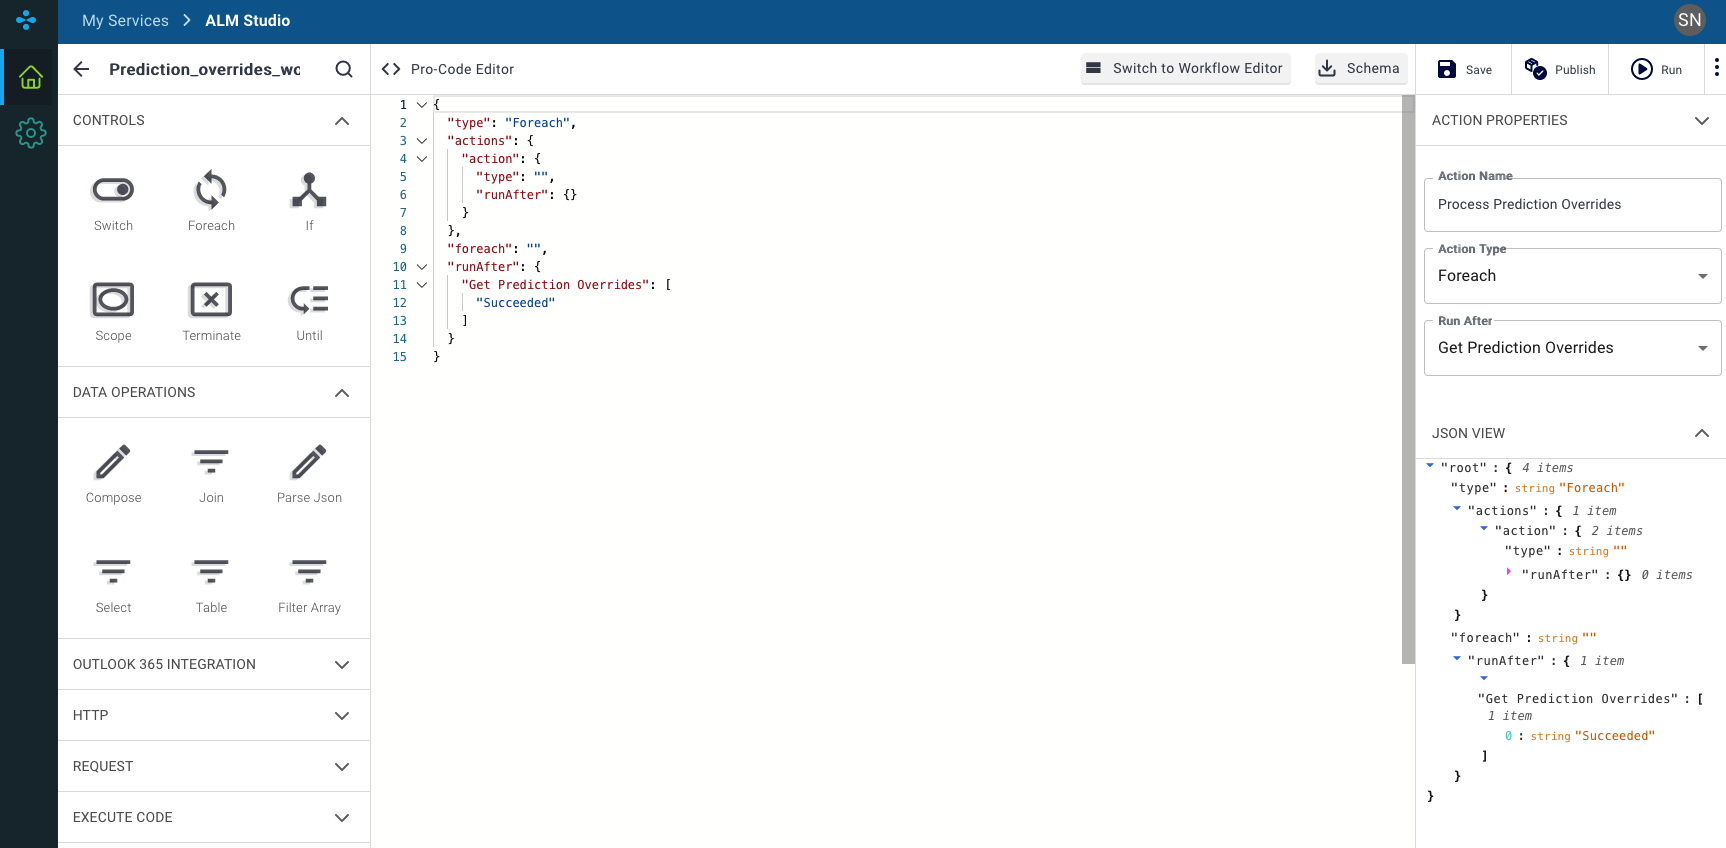 My Services > ALM Studio
SN
Prediction_overrides_wo
Pro-Code Editor
Switch to Workflow Editor
Schema
Save
Publish
Run
CONTROLS
Switch
Foreach
If
Scope
Terminate
Until
DATA OPERATIONS
Compose
Join
Parse Json
Select
Table
Filter Array
OUTLOOK 365 INTEGRATION
HTTP
REQUEST
EXECUTE CODE
1 {
2 "type": "Foreach",
3 "actions": {
4 "action": {
5 "type": "",
6 "runAfter": {}
7 }
8 },
9 "foreach": "",
10 "runAfter": {
11 "Get Prediction Overrides": [
12 "Succeeded"
13 ]
14 }
15 }
ACTION PROPERTIES
Action Name
Process Prediction Overrides
Action Type
Foreach
Run After
Get Prediction Overrides
JSON VIEW
"root" : { 4 items
"type" : string "Foreach"
"actions" : { 1 item
"action" : { 2 items
"type" : string ""
"runAfter" : {} 0 items
}
}
"foreach" : string ""
"runAfter" : { 1 item
"Get Prediction Overrides" : [
1 item
0 : string "Succeeded"
]
}
}